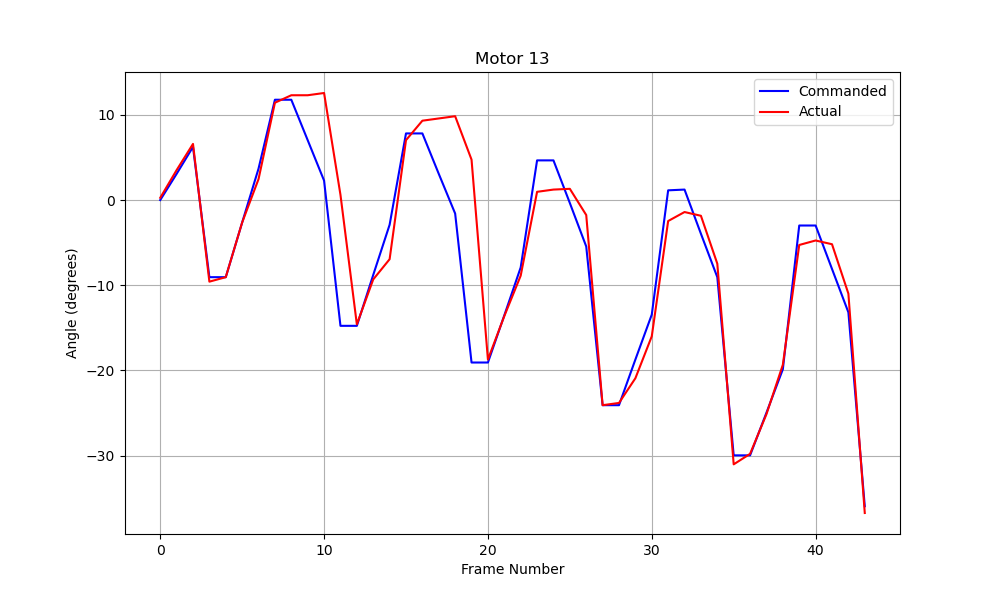 Motor 13
Commanded
Actual
10
0
−10
−20
−30
Angle (degrees)
0 10 20 30 40
Frame Number